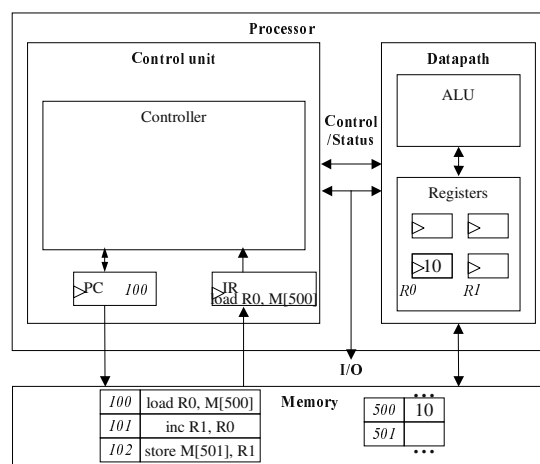 Processor
Control unit
Datapath
Controller
ALU
Control
/Status
Registers
10
R0
R1
PC
100
IR
load R0, M[500]
I/O
Memory
100 load R0, M[500]
101 inc R1, R0
102 store M[501], R1
...
500 10
501
...